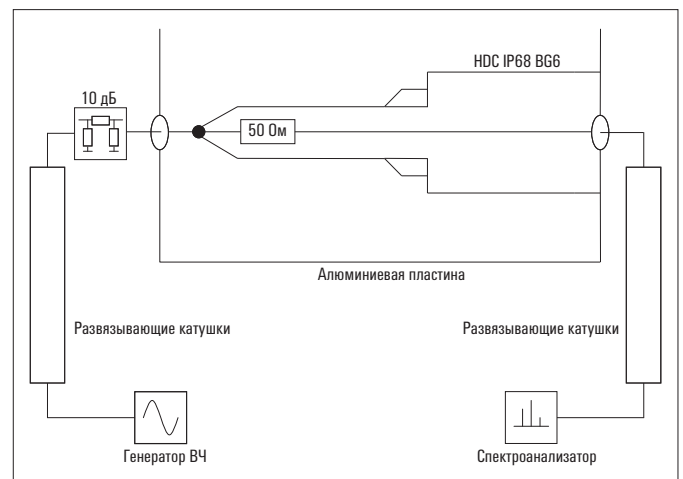 HDC IP68 BG6
10 дБ
50 Ом
Алюминиевая пластина
Развязывающие катушки
Развязывающие катушки
Генератор ВЧ
Спектроанализатор